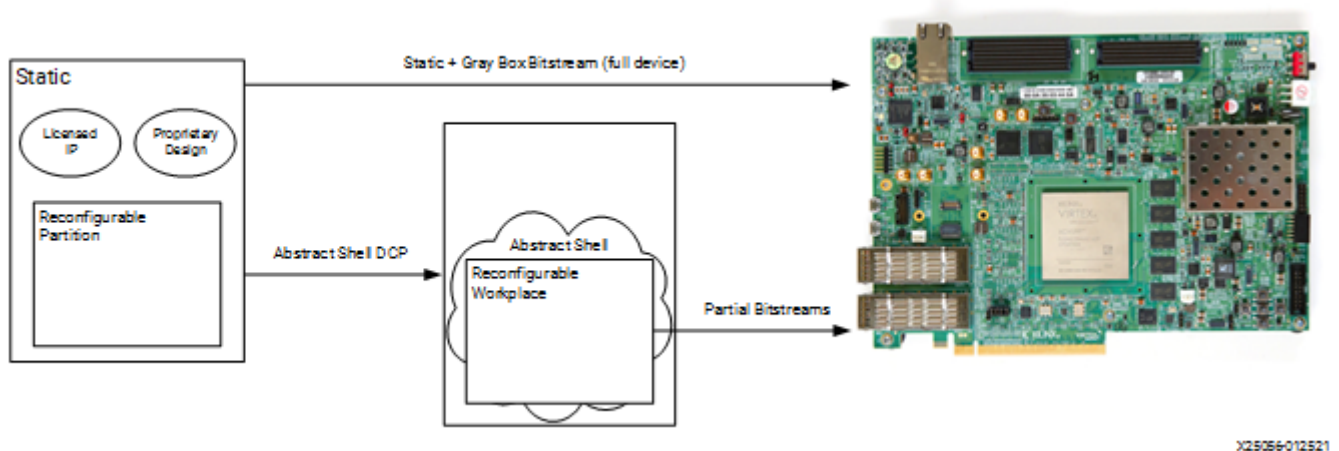 Static
Licensed
IP
Proprietary
Design
Reconfigurable
Partition
Static + Gray Box Bitstream (full device)
Abstract Shell DCP
Abstract Shell
Reconfigurable
Workplace
Partial Bitstreams
VIRTEX
X25056-012521